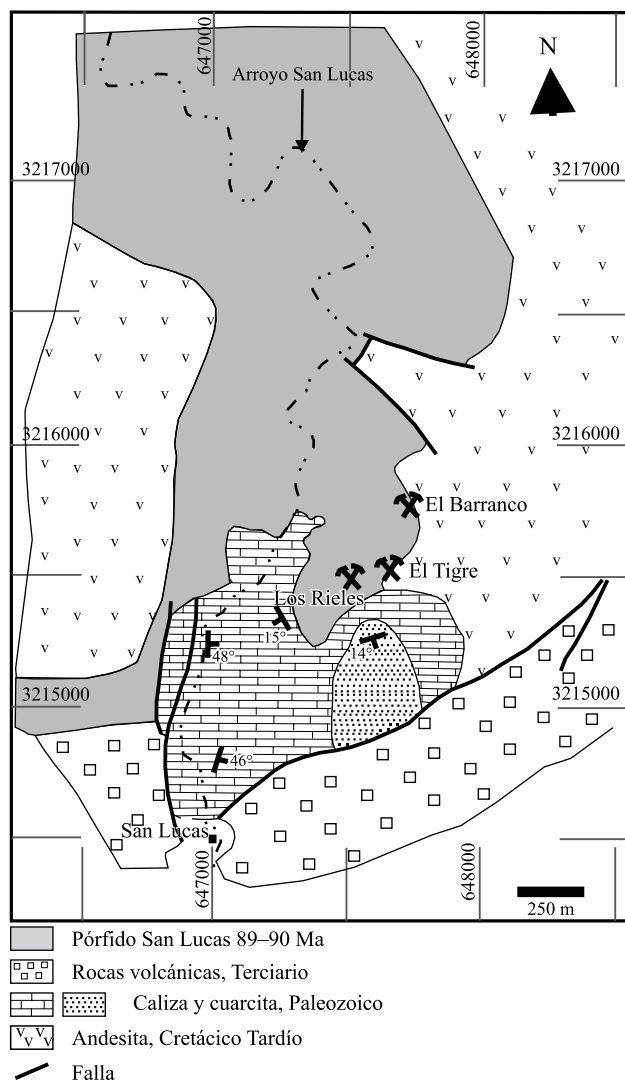 647000
648000
N
Arroyo San Lucas
3217000
3217000
3216000
3216000
El Barranco
El Tigre
Los Rieles
15°
14°
48°
3215000
3215000
46°
San Lucas
647000
648000
250 m
Pórfido San Lucas 89–90 Ma
Rocas volcánicas, Terciario
Caliza y cuarcita, Paleozoico
Andesita, Cretácico Tardío
Falla